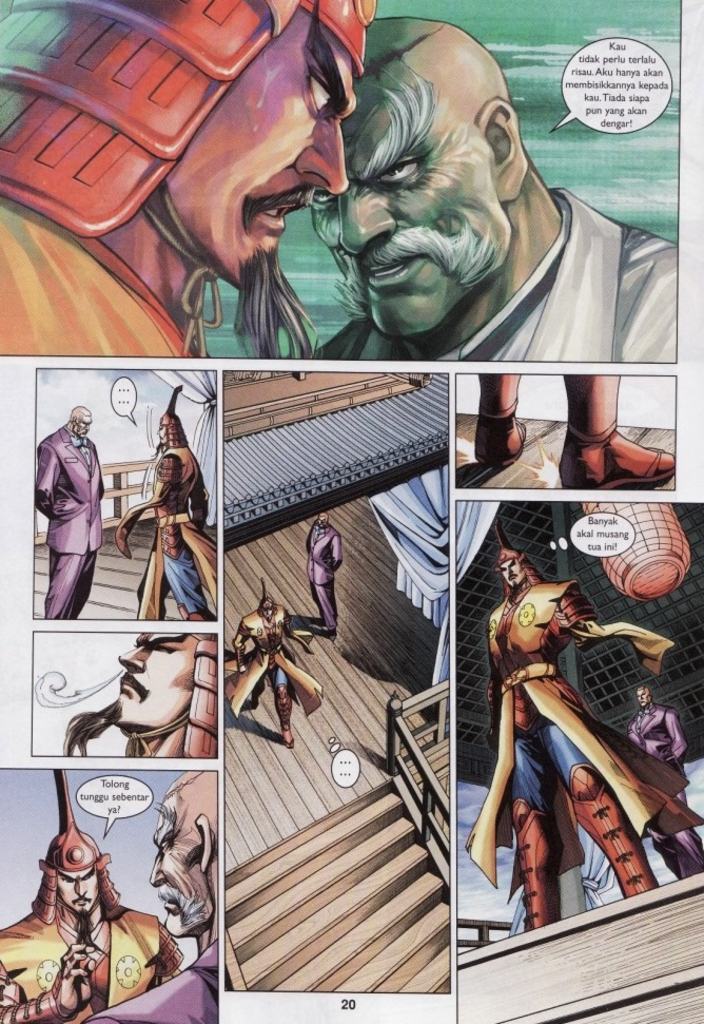 Kau
tidak perlu terlalu
risau. Aku hanya akan
membisikkannya kepada
kau. Tiada siapa
pun yang akan
dengar!
...
...
Tolong
tunggu sebentar
ya?
...
...
Banyak
akal musang
tua ini!
20